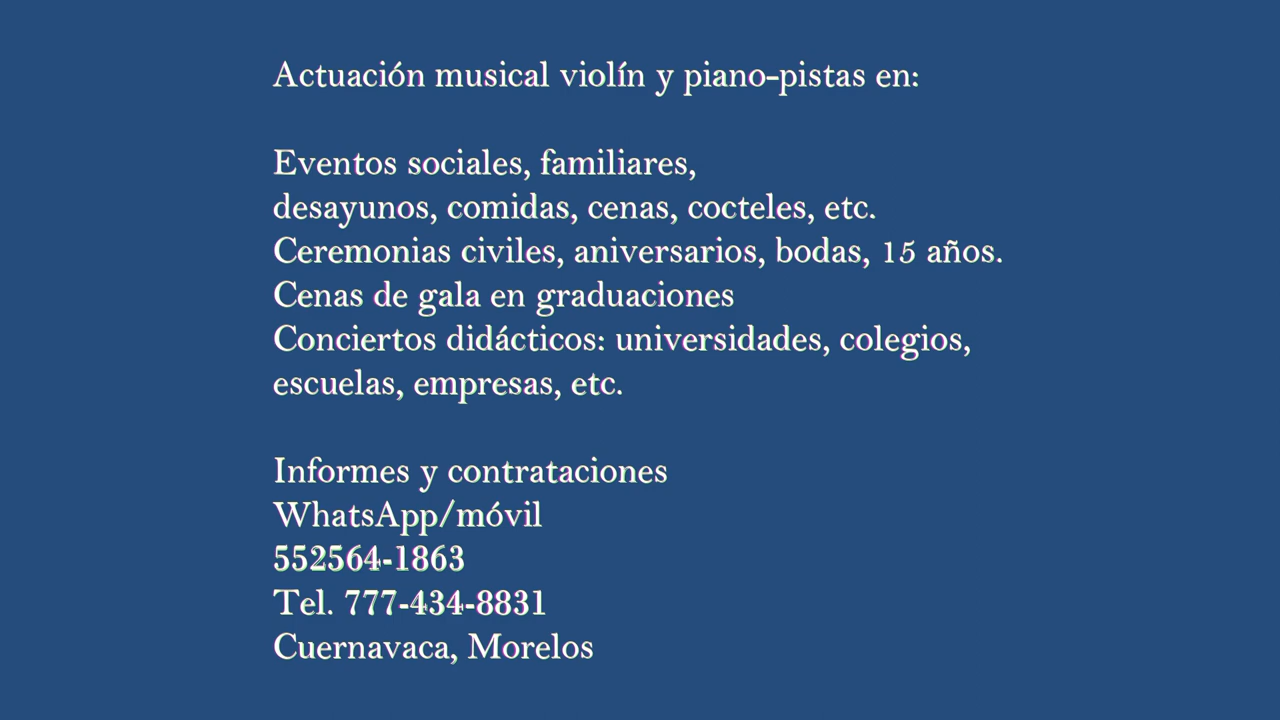 Actuación musical violín y piano-pistas en:
Eventos sociales, familiares,
desayunos, comidas, cenas, cocteles, etc.
Ceremonias civiles, aniversarios, bodas, 15 años.
Cenas de gala en graduaciones
Conciertos didácticos: universidades, colegios,
escuelas, empresas, etc.
Informes y contrataciones
WhatsApp/móvil
552564-1863
Tel. 777-434-8831
Cuernavaca, Morelos